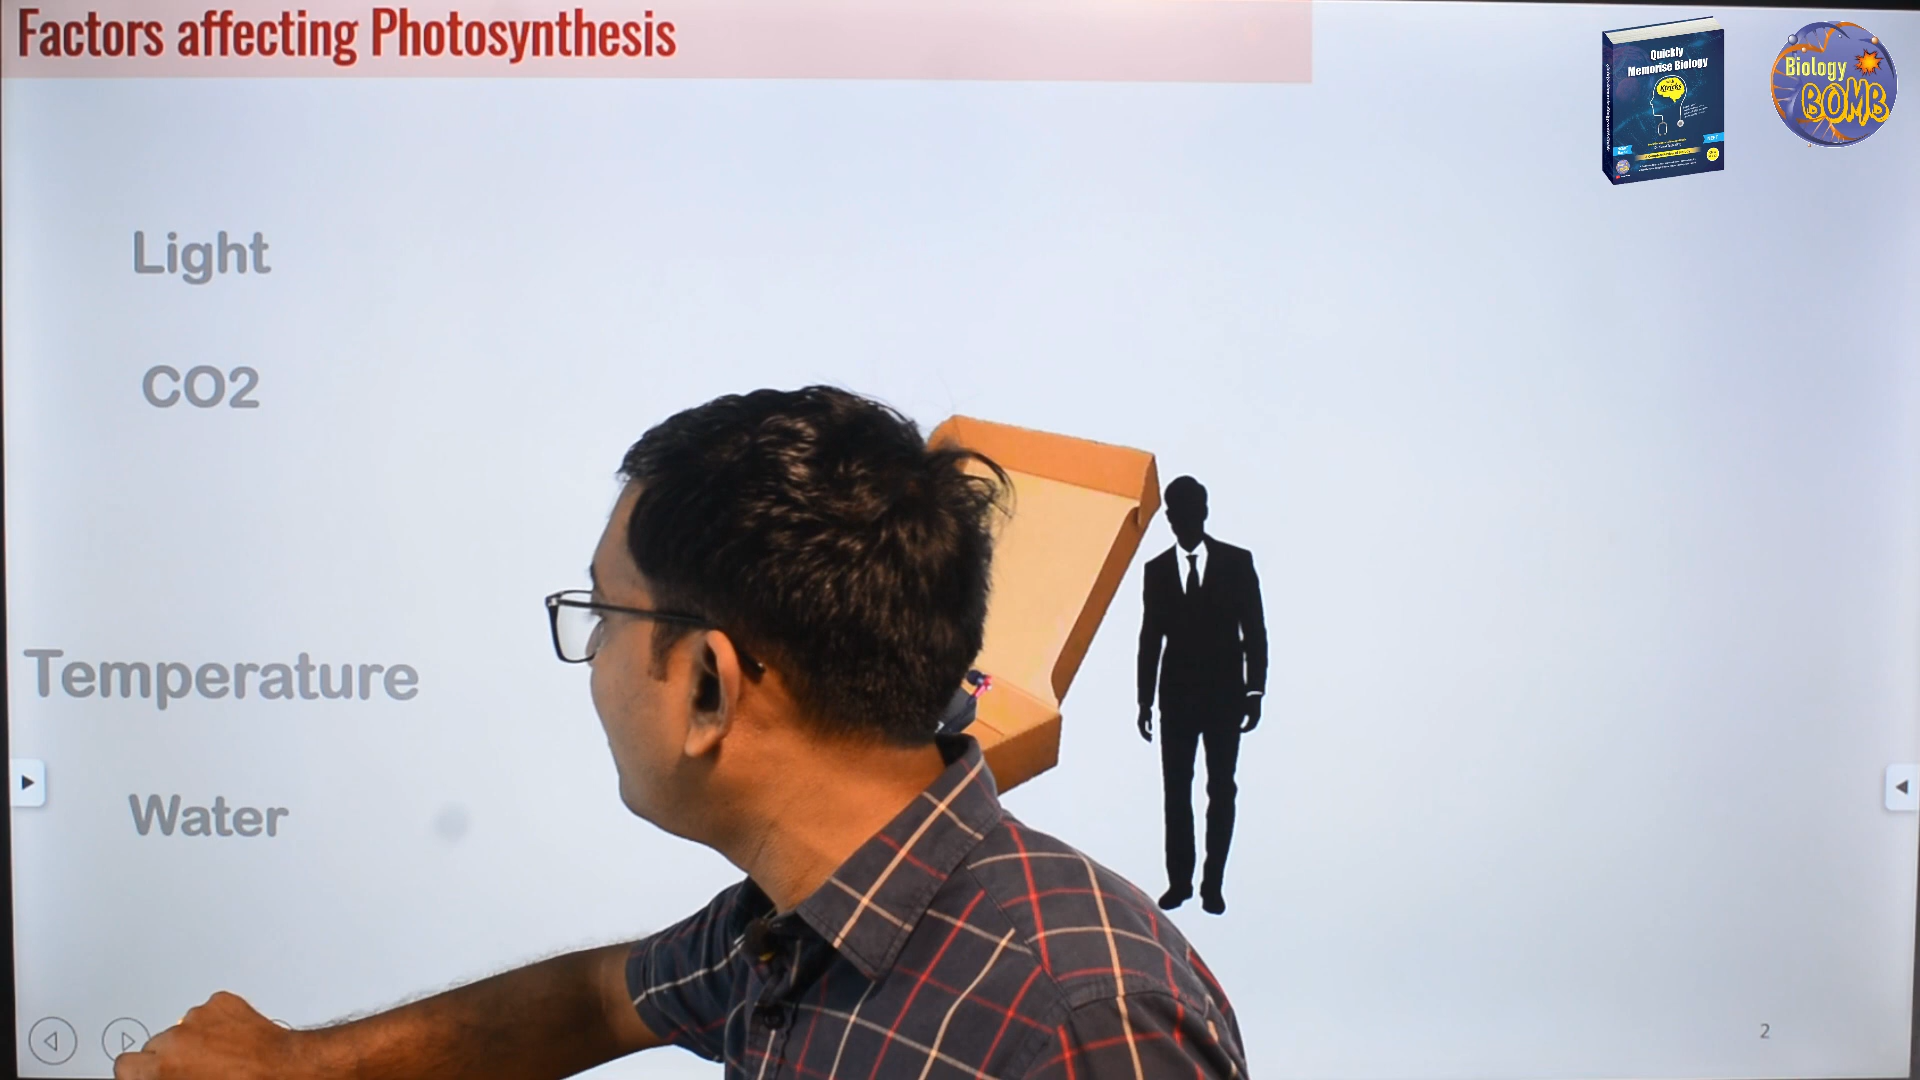 Factors affecting Photosynthesis
Quickly
Memorise Biology
Biology
BOMB
Light
CO2
Temperature
Water
2